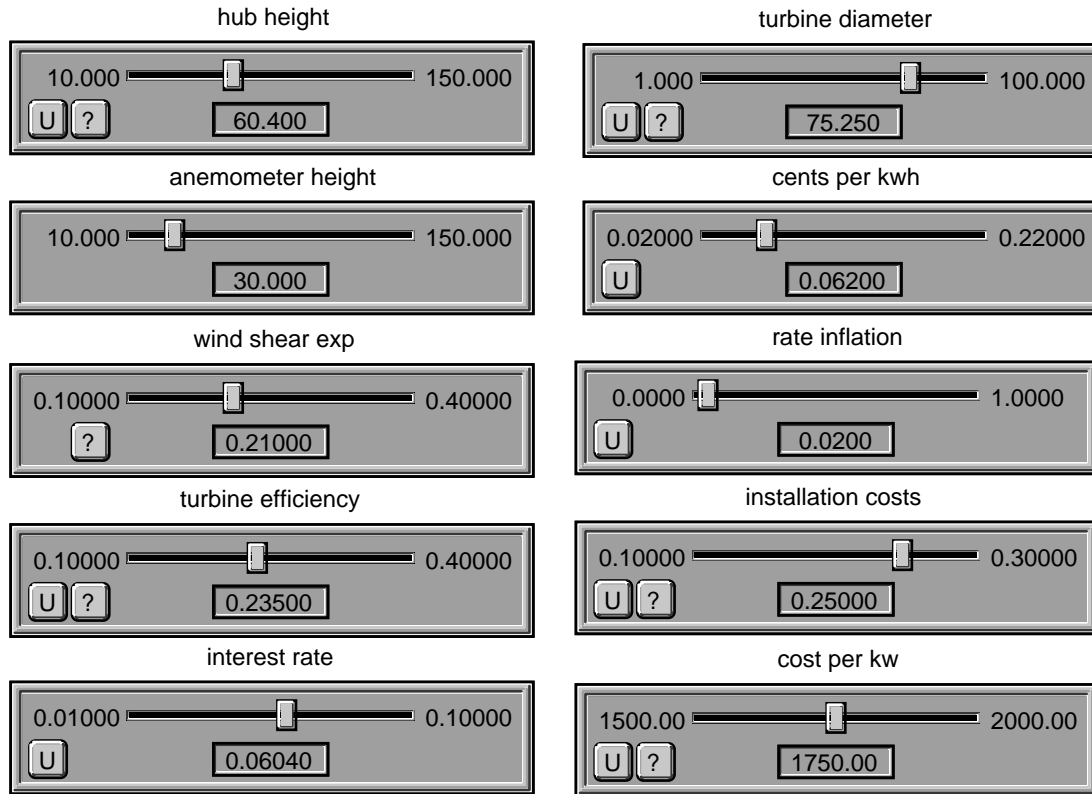 hub height
10.000 150.000
U ? 60.400
turbine diameter
1.000 100.000
U ? 75.250
anemometer height
10.000 150.000
30.000
cents per kwh
0.02000 0.22000
U 0.06200
wind shear exp
0.10000 0.40000
? 0.21000
rate inflation
0.0000 1.0000
U 0.0200
turbine efficiency
0.10000 0.40000
U ? 0.23500
installation costs
0.10000 0.30000
U ? 0.25000
interest rate
0.01000 0.10000
U 0.06040
cost per kw
1500.00 2000.00
U ? 1750.00